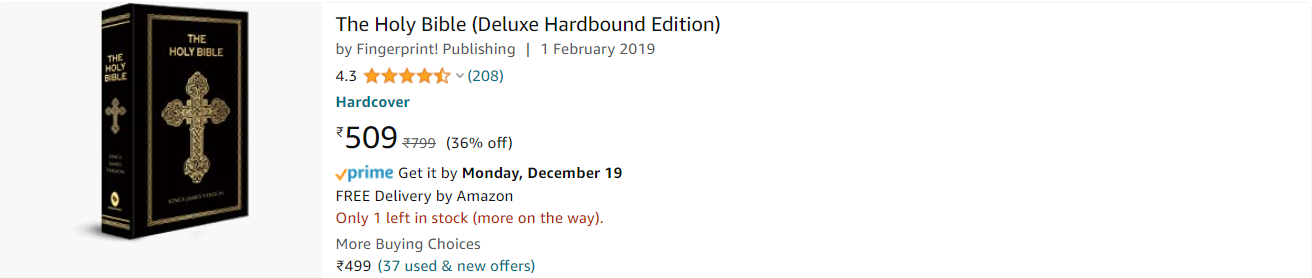 THE
HOLY BIBLE
THE
HOLY
BIBLE
KING JAMES VERSION
The Holy Bible (Deluxe Hardbound Edition)
by Fingerprint! Publishing | 1 February 2019
4.3 (208)
Hardcover
₹509 ₹799 (36% off)
prime Get it by Monday, December 19
FREE Delivery by Amazon
Only 1 left in stock (more on the way).
More Buying Choices
₹499 (37 used & new offers)